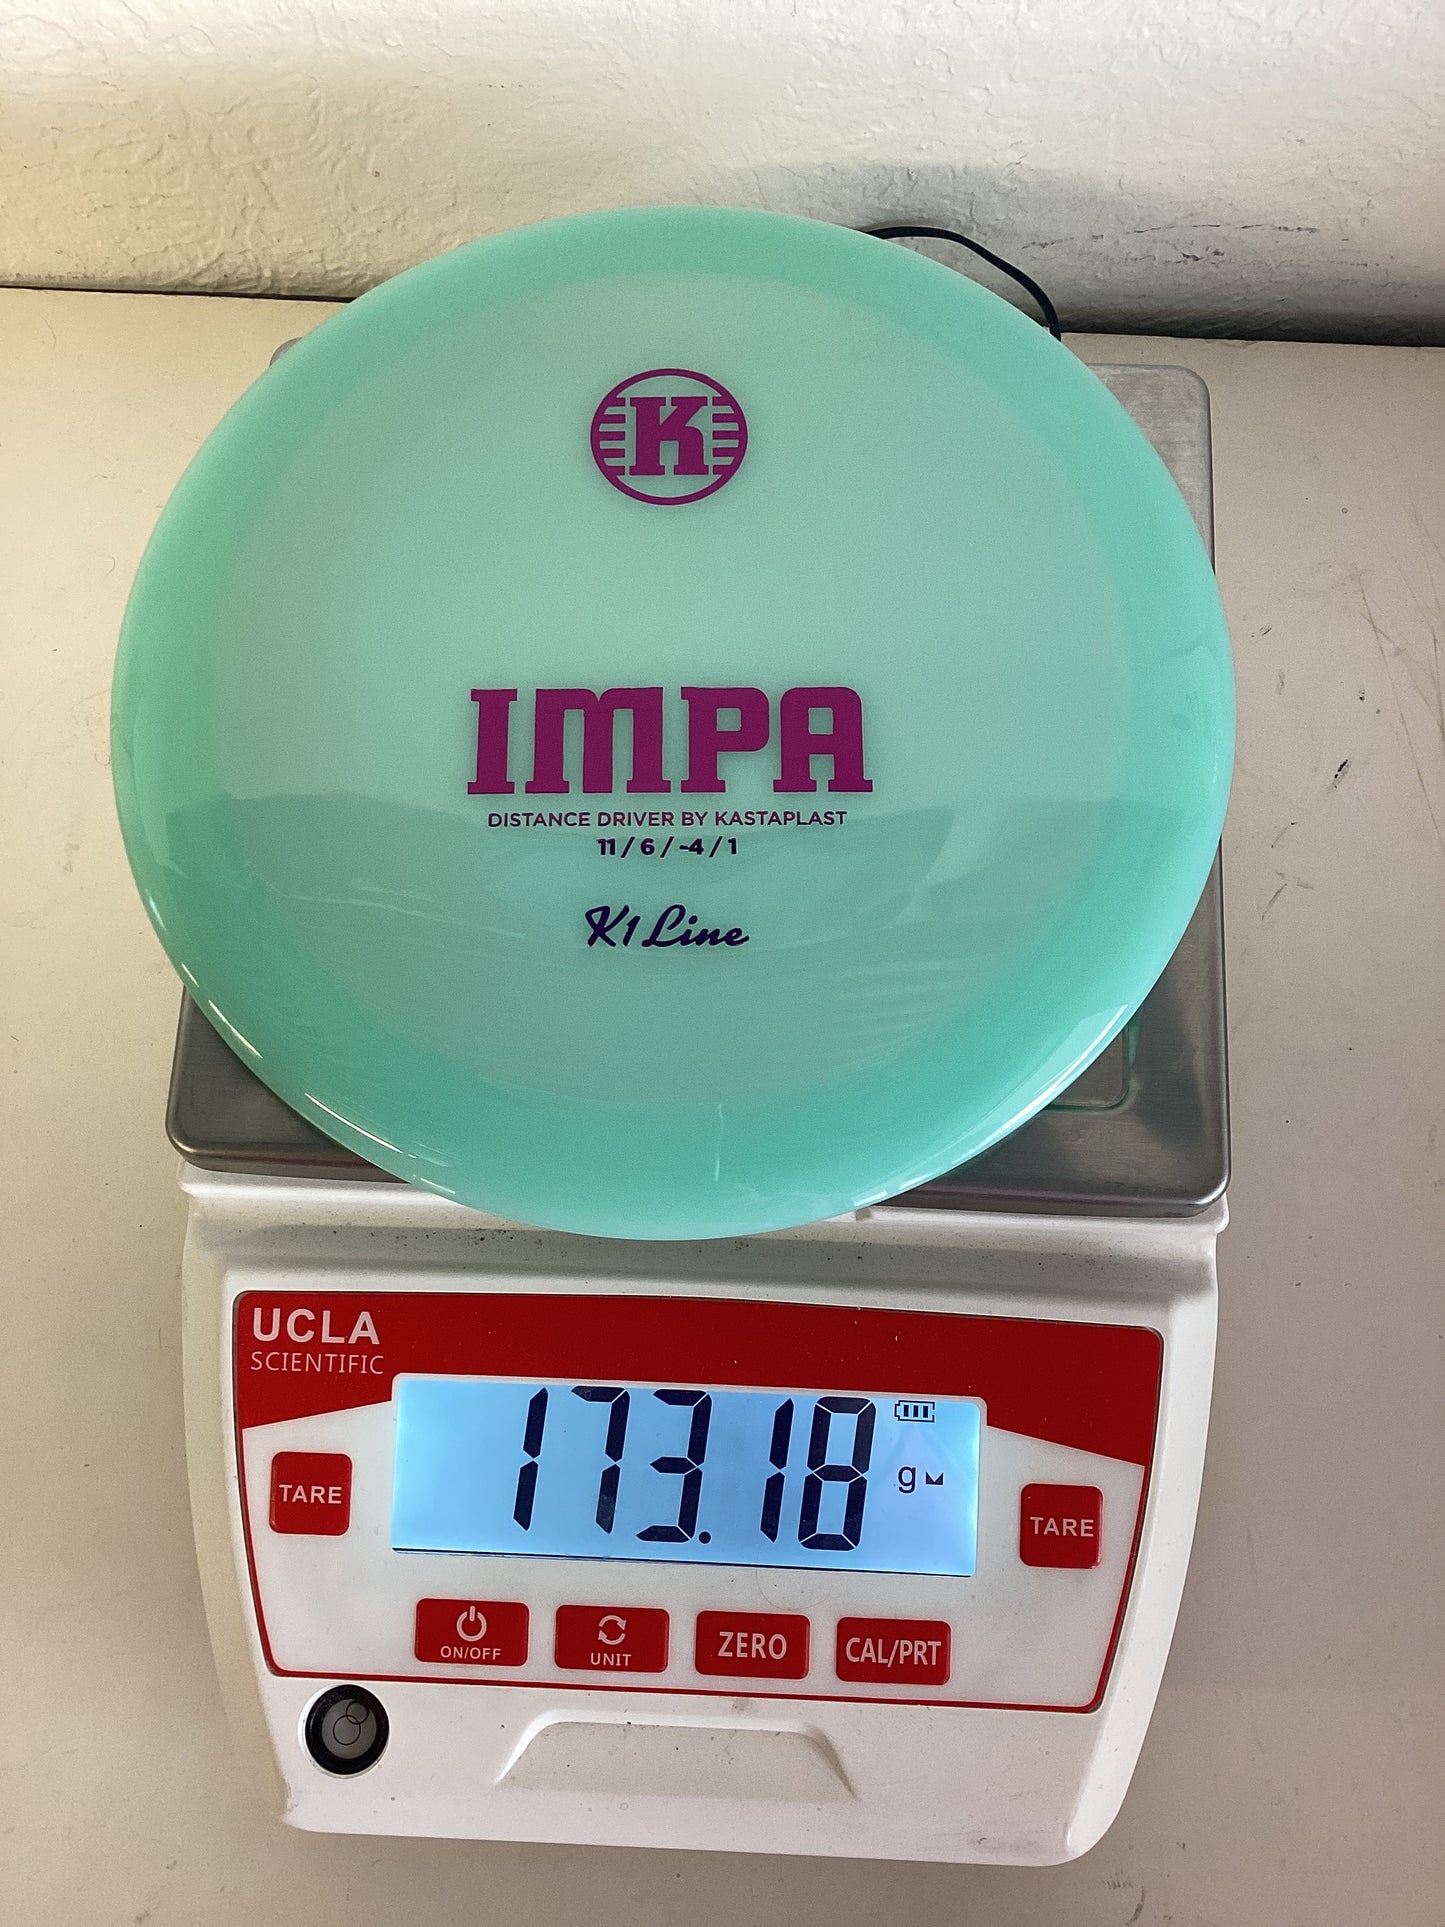 K
IMPA
DISTANCE DRIVER BY KASTAPLAST
11 / 6 / -4 / 1
K1 Line
UCLA
SCIENTIFIC
173.18 g
TARE
TARE
ON/OFF
UNIT
ZERO
CAL/PRT